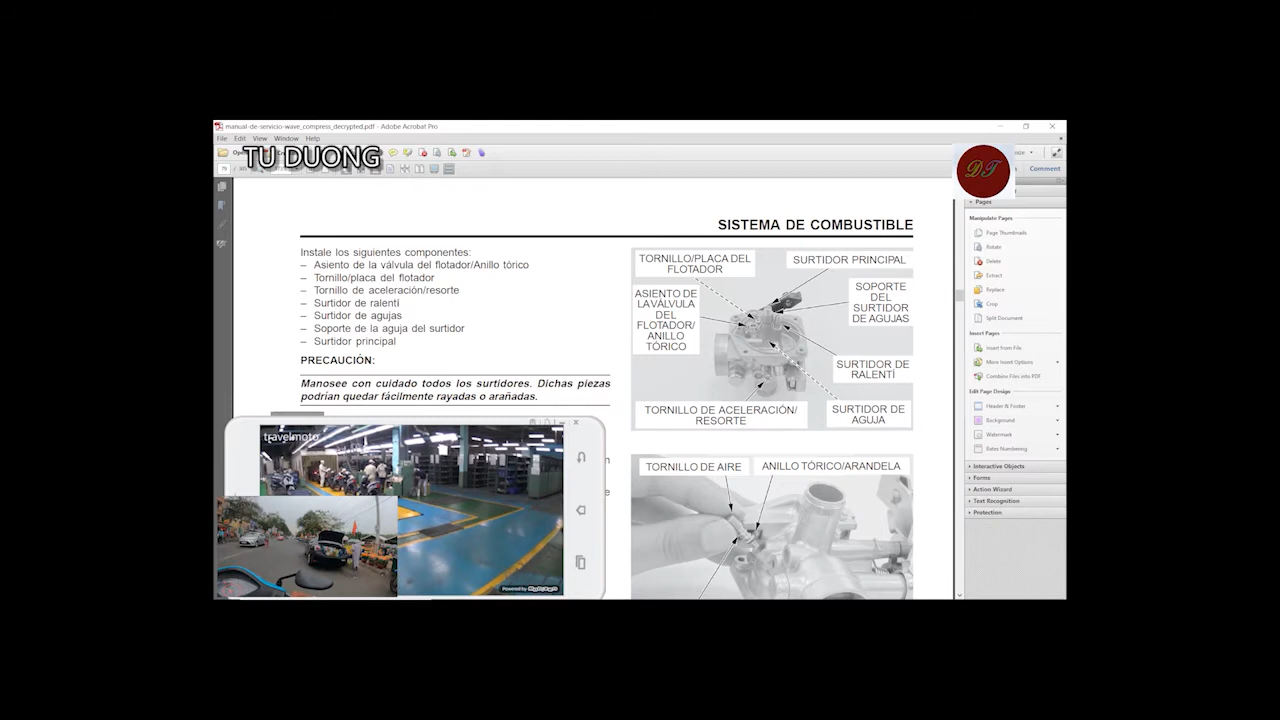 manual-de-servicio-wave_compress_decrypted.pdf - Adobe Acrobat Pro
File Edit View Window Help
TU DUONG
DT
Comment
Pages
SISTEMA DE COMBUSTIBLE
Manipulate Pages
Page Thumbnails
Rotate
Delete
Extract
Replace
Crop
Split Document
Insert Pages
Insert from File
More Insert Options
Combine Files into PDF
Edit Page Design
Header & Footer
Background
Watermark
Bates Numbering
Interactive Objects
Forms
Action Wizard
Text Recognition
Protection
Instale los siguientes componentes:
– Asiento de la válvula del flotador/Anillo tórico
– Tornillo/placa del flotador
– Tornillo de aceleración/resorte
– Surtidor de ralentí
– Surtidor de agujas
– Soporte de la aguja del surtidor
– Surtidor principal
PRECAUCIÓN:
Manosee con cuidado todos los surtidores. Dichas piezas
podrían quedar fácilmente rayadas o arañadas.
TORNILLO/PLACA DEL
FLOTADOR
SURTIDOR PRINCIPAL
ASIENTO DE
LA VÁLVULA
DEL
FLOTADOR/
ANILLO
TÓRICO
SOPORTE
DEL
SURTIDOR
DE AGUJAS
SURTIDOR DE
RALENTÍ
TORNILLO DE ACELERACIÓN/
RESORTE
SURTIDOR DE
AGUJA
TORNILLO DE AIRE
ANILLO TÓRICO/ARANDELA
travelmoto
Powered by